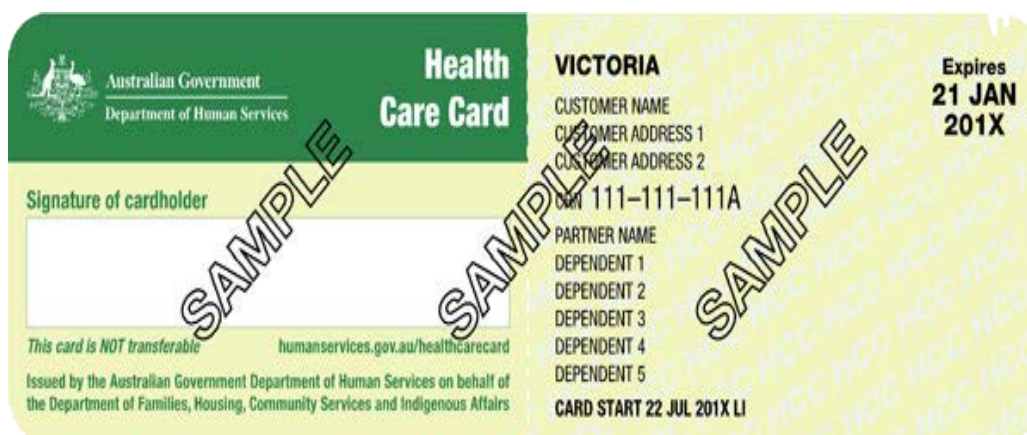 Australian Government
Department of Human Services
Health
Care Card
Signature of cardholder
This card is NOT transferable
humanservices.gov.au/healthcarecard
Issued by the Australian Government Department of Human Services on behalf of
the Department of Families, Housing, Community Services and Indigenous Affairs
VICTORIA
CUSTOMER NAME
CUSTOMER ADDRESS 1
CUSTOMER ADDRESS 2
CRN 111–111–111A
PARTNER NAME
DEPENDENT 1
DEPENDENT 2
DEPENDENT 3
DEPENDENT 4
DEPENDENT 5
CARD START 22 JUL 201X LI
Expires
21 JAN
201X
SAMPLE
SAMPLE
SAMPLE